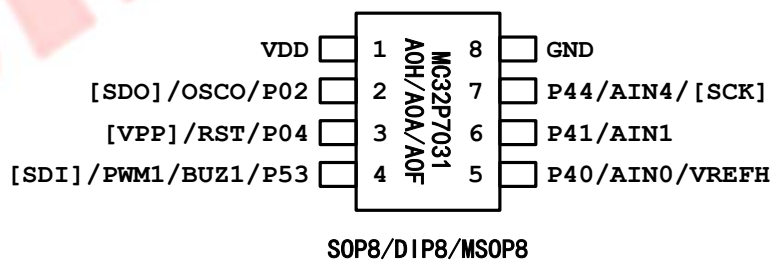 VDD 1 8 GND
[SDO]/OSCO/P02 2 7 P44/AIN4/[SCK]
[VPP]/RST/P04 3 6 P41/AIN1
[SDI]/PWM1/BUZ1/P53 4 5 P40/AIN0/VREFH
MC32P7031
A0H/A0A/A0F
SOP8/DIP8/MSOP8